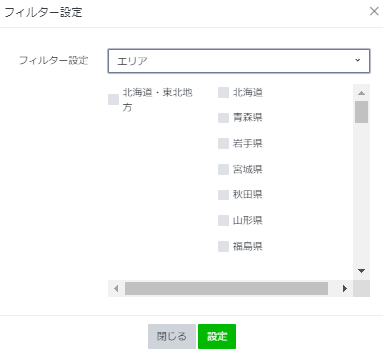 フィルター設定
フィルター設定
エリア
北海道・東北地
方
北海道
青森県
岩手県
宮城県
秋田県
山形県
福島県
閉じる
設定